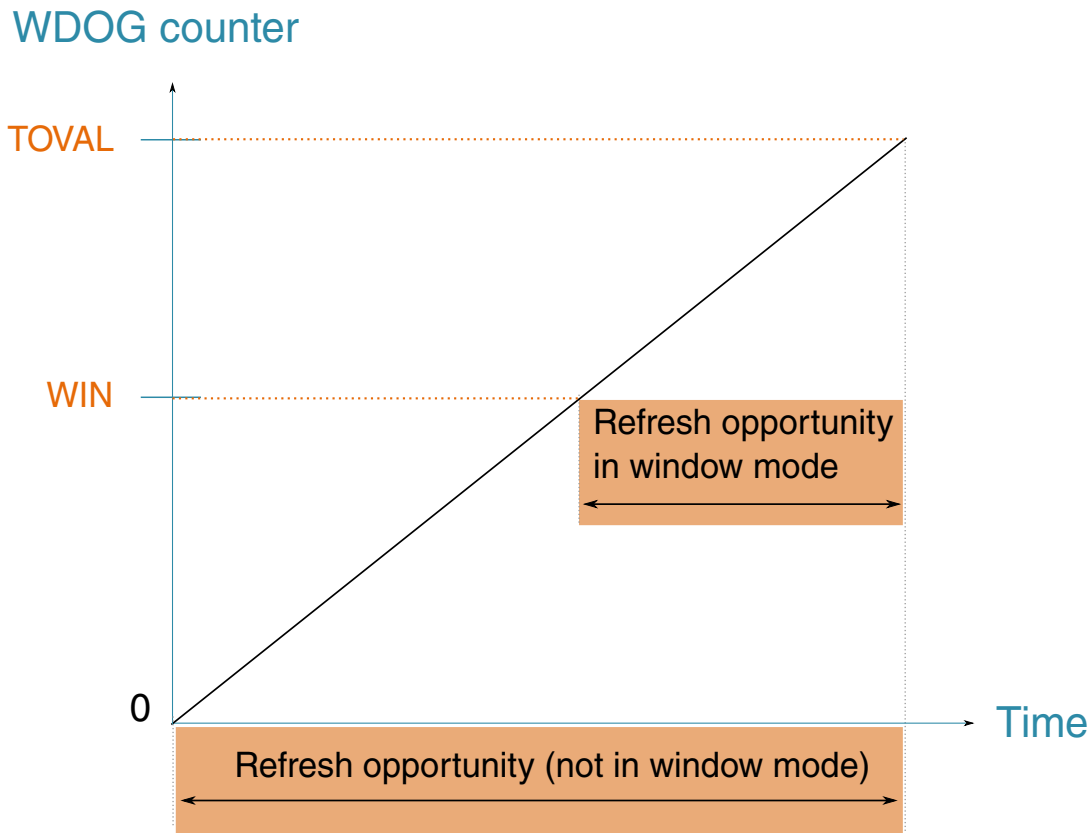 WDOG counter
TOVAL
WIN
Refresh opportunity
in window mode
0
Time
Refresh opportunity (not in window mode)